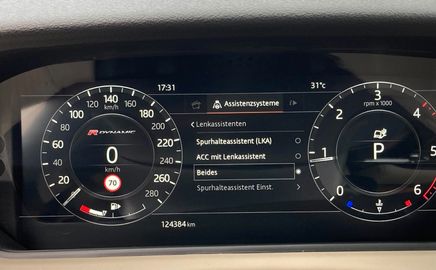 17:31
31°c
Assistenzsysteme
Lenkassistenten
Spurhalteassistent (LKA)
ACC mit Lenkassistent
Beides
Spurhalteassistent Einst.
124384 km
R DYNAMIC
0
km/h
70
20
40
60
80
100
120
140
160
180
200
220
240
260
280
km/h
P
0
1
2
3
4
5
6
rpm x1000